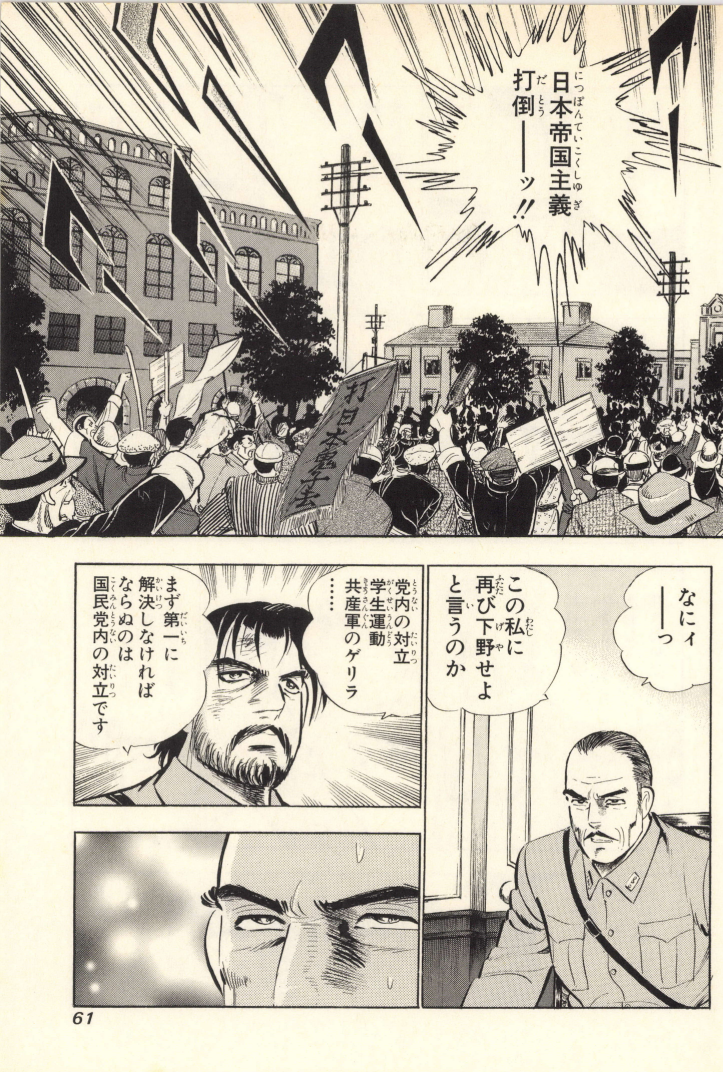 日本帝国主義
打倒──ッ!!
打日本鬼子去
なにィ
──っ
この私に
再び下野せよ
と言うのか
党内の対立
学生運動
共産軍のゲリラ
……
まず第一に
解決しなければ
ならぬのは
国民党内の対立です
61